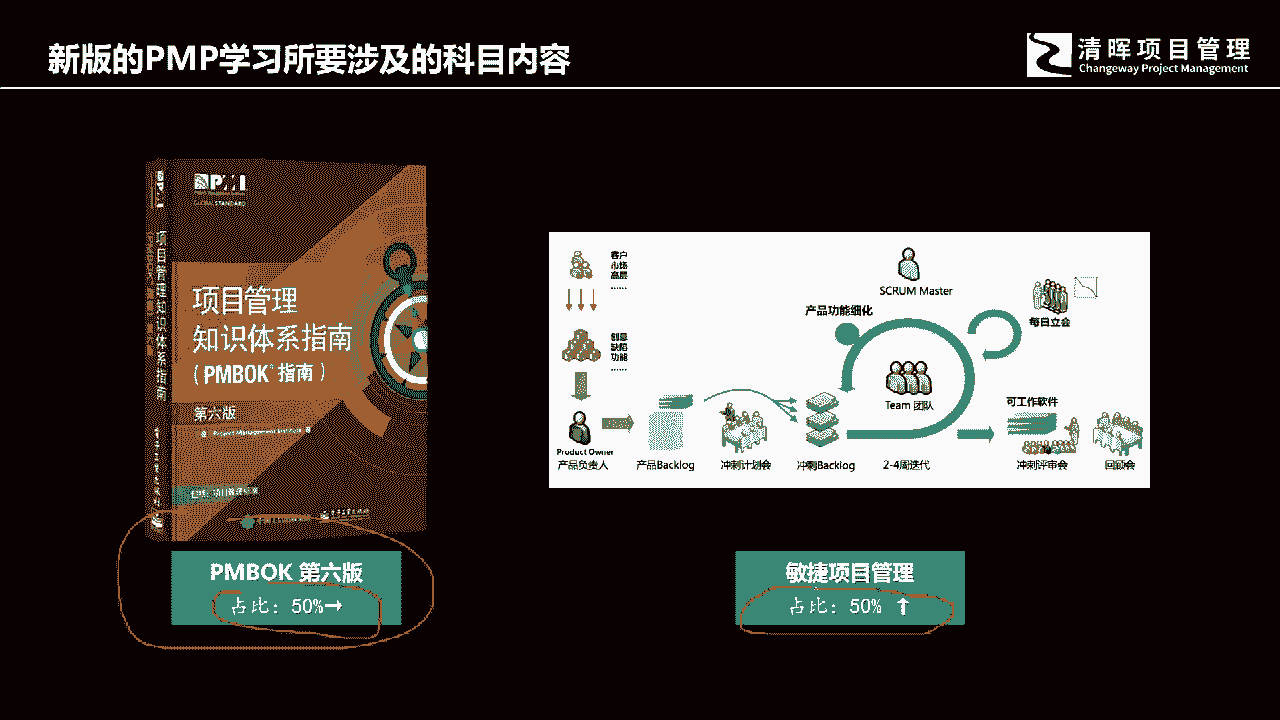 新版的PMP学习所要涉及的科目内容
清晖项目管理
Changeway Project Management
PMI
STANDARD
项目管理知识体系指南
项目管理
知识体系指南
(PMBOK®指南)
第六版
Project Management Institute
PMBOK 第六版
占比：50%→
客户
市场
高层
……
创意
缺陷
功能
……
Product Owner
产品负责人
产品Backlog
冲刺计划会
冲刺Backlog
产品功能细化
SCRUM Master
Team 团队
2-4周迭代
每日立会
可工作软件
冲刺评审会
回顾会
敏捷项目管理
占比：50% ↑